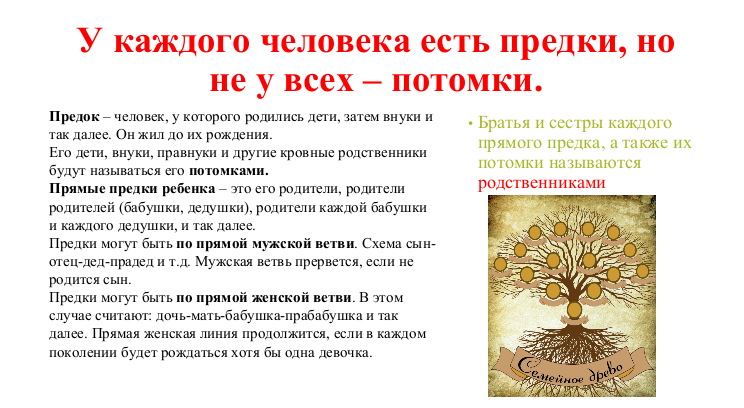 У каждого человека есть предки, но
не у всех – потомки.
Предок – человек, у которого родились дети, затем внуки и
так далее. Он жил до их рождения.
Его дети, внуки, правнуки и другие кровные родственники
будут называться его потомками.
Прямые предки ребенка – это его родители, родители
родителей (бабушки, дедушки), родители каждой бабушки
и каждого дедушки, и так далее.
Предки могут быть по прямой мужской ветви. Схема сын-
отец-дед-прадед и т.д. Мужская ветвь прервется, если не
родится сын.
Предки могут быть по прямой женской ветви. В этом
случае считают: дочь-мать-бабушка-прабабушка и так
далее. Прямая женская линия продолжится, если в каждом
поколении будет рождаться хотя бы одна девочка.
• Братья и сестры каждого
прямого предка, а также их
потомки называются
родственниками
Семейное древо